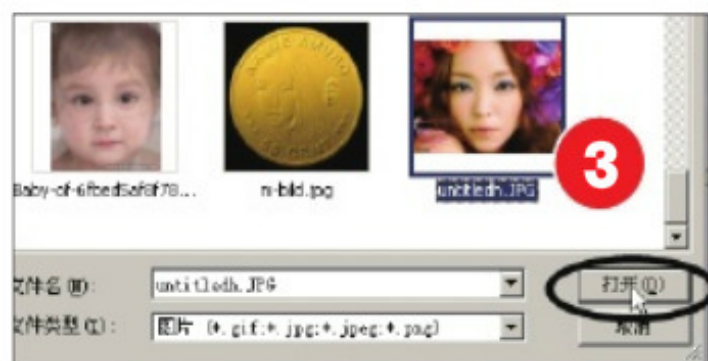 3
Baby-of-6fbed5af8f78... m-bild.jpg untitledh.JPG
文件名(N): untitledh.JPG 打开(O)
文件类型(T): 图片 (*.gif;*.jpg;*.jpeg;*.png) 取消